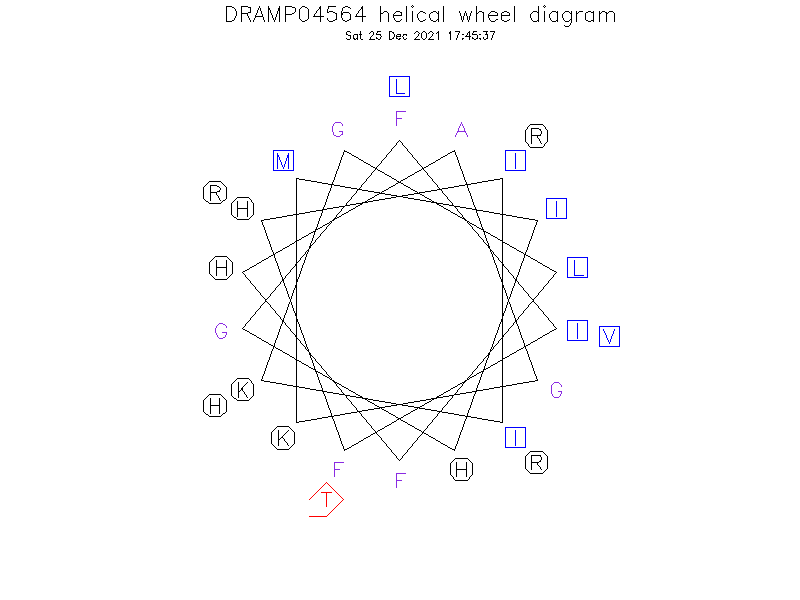 DRAMP04564 helical wheel diagram
Sat 25 Dec 2021 17:45:37
L
G F A
M I R
R H I
H L
G I V
H K G
K I R
F F H
T